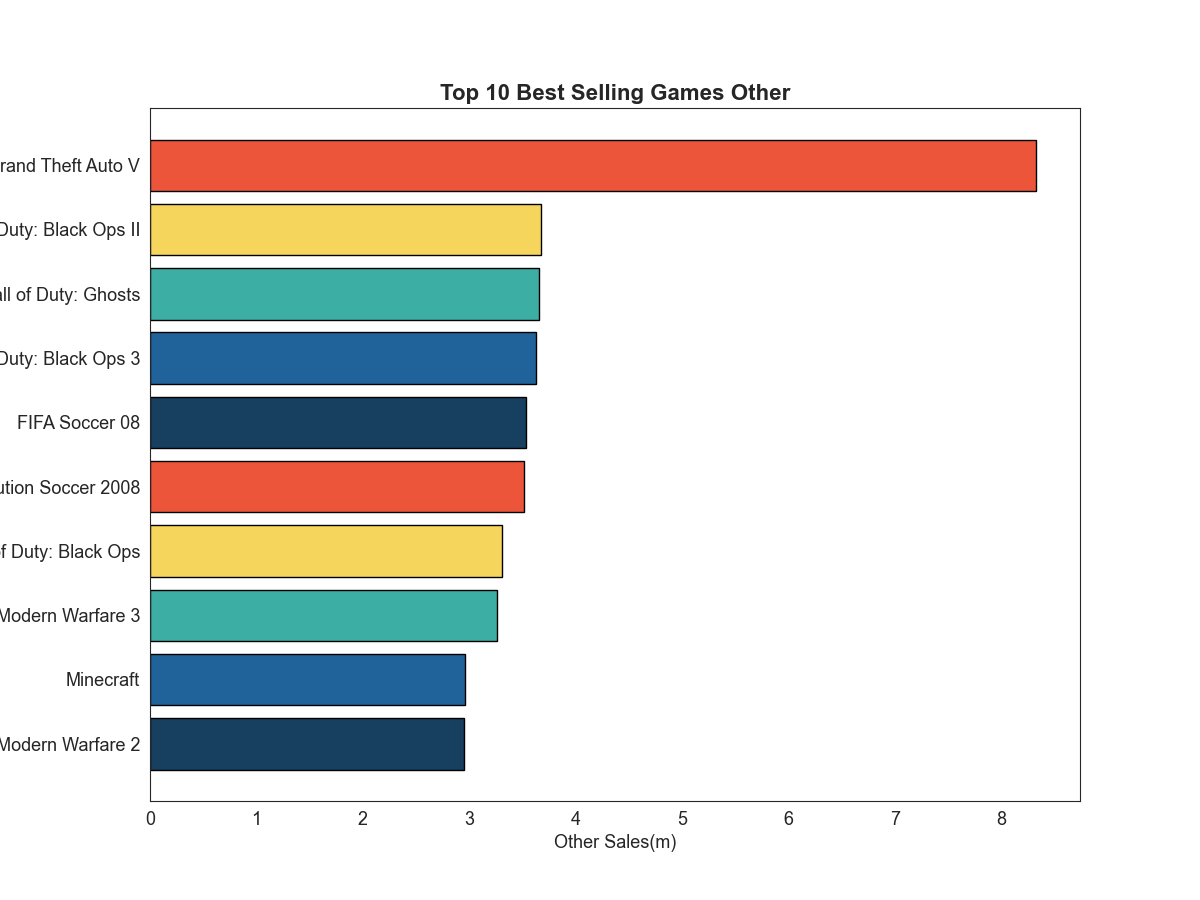 Top 10 Best Selling Games Other
rand Theft Auto V
Duty: Black Ops II
all of Duty: Ghosts
Duty: Black Ops 3
FIFA Soccer 08
ution Soccer 2008
of Duty: Black Ops
Modern Warfare 3
Minecraft
Modern Warfare 2
0 1 2 3 4 5 6 7 8
Other Sales(m)